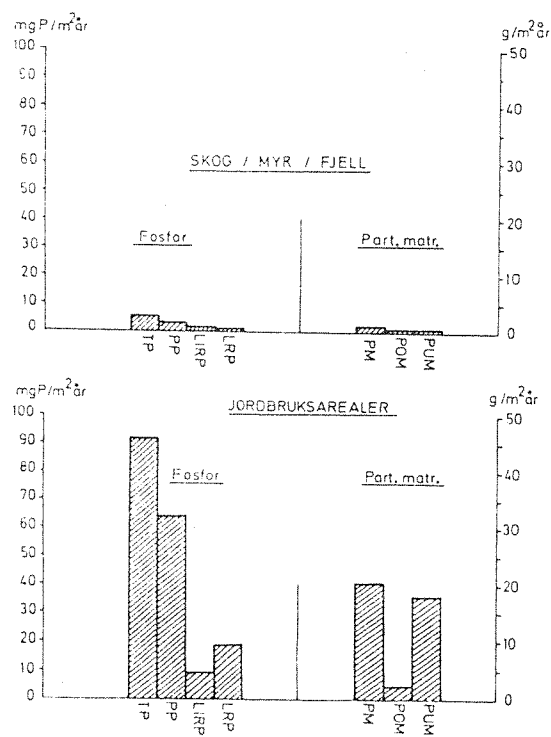 mgP/m²år
g/m²år
100
90
80
70
60
50
40
30
20
10
0
50
40
30
20
10
0
SKOG / MYR / FJELL
Fosfor
Part. matr.
TP
PP
LIRP
LRP
PM
POM
PUM
mgP/m²år
g/m²år
100
90
80
70
60
50
40
30
20
10
0
50
40
30
20
10
0
JORDBRUKSAREALER
Fosfor
Part. matr.
TP
PP
LIRP
LRP
PM
POM
PUM